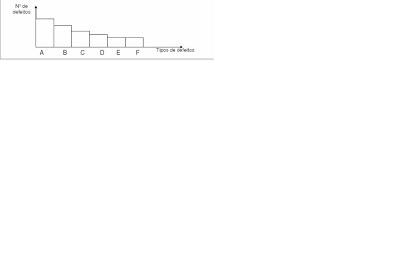 Nº de
defeitos
A B C D E F
Tipos de defeitos